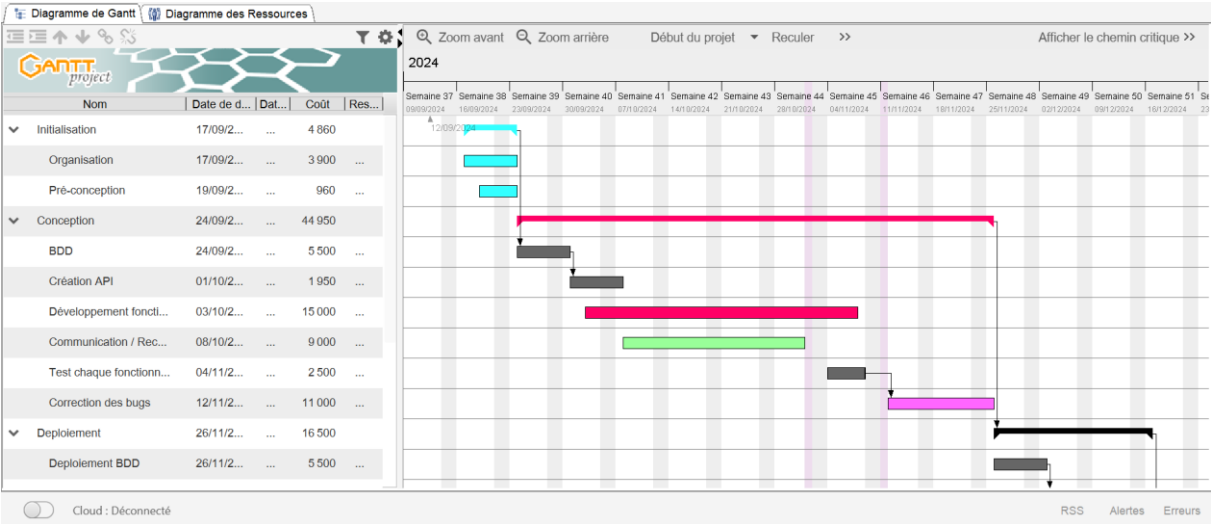 Diagramme de Gantt Diagramme des Ressources
Zoom avant Zoom arrière Début du projet Reculer >> Afficher le chemin critique >>
GANTT project
2024
Semaine 37 Semaine 38 Semaine 39 Semaine 40 Semaine 41 Semaine 42 Semaine 43 Semaine 44 Semaine 45 Semaine 46 Semaine 47 Semaine 48 Semaine 49 Semaine 50 Semaine 51 Se
09/09/2024 16/09/2024 23/09/2024 30/09/2024 07/10/2024 14/10/2024 21/10/2024 28/10/2024 04/11/2024 11/11/2024 18/11/2024 25/11/2024 02/12/2024 09/12/2024 16/12/2024 23
Nom Date de d... Dat... Coût Res...
12/09/2024
Initialisation 17/09/2... ... 4 860
Organisation 17/09/2... ... 3 900 ...
Pré-conception 19/09/2... ... 960 ...
Conception 24/09/2... ... 44 950
BDD 24/09/2... ... 5 500 ...
Création API 01/10/2... ... 1 950 ...
Développement foncti... 03/10/2... ... 15 000 ...
Communication / Rec... 08/10/2... ... 9 000 ...
Test chaque fonctionn... 04/11/2... ... 2 500 ...
Correction des bugs 12/11/2... ... 11 000 ...
Deploiement 26/11/2... ... 16 500
Deploiement BDD 26/11/2... ... 5 500 ...
Cloud : Déconnecté RSS Alertes Erreurs